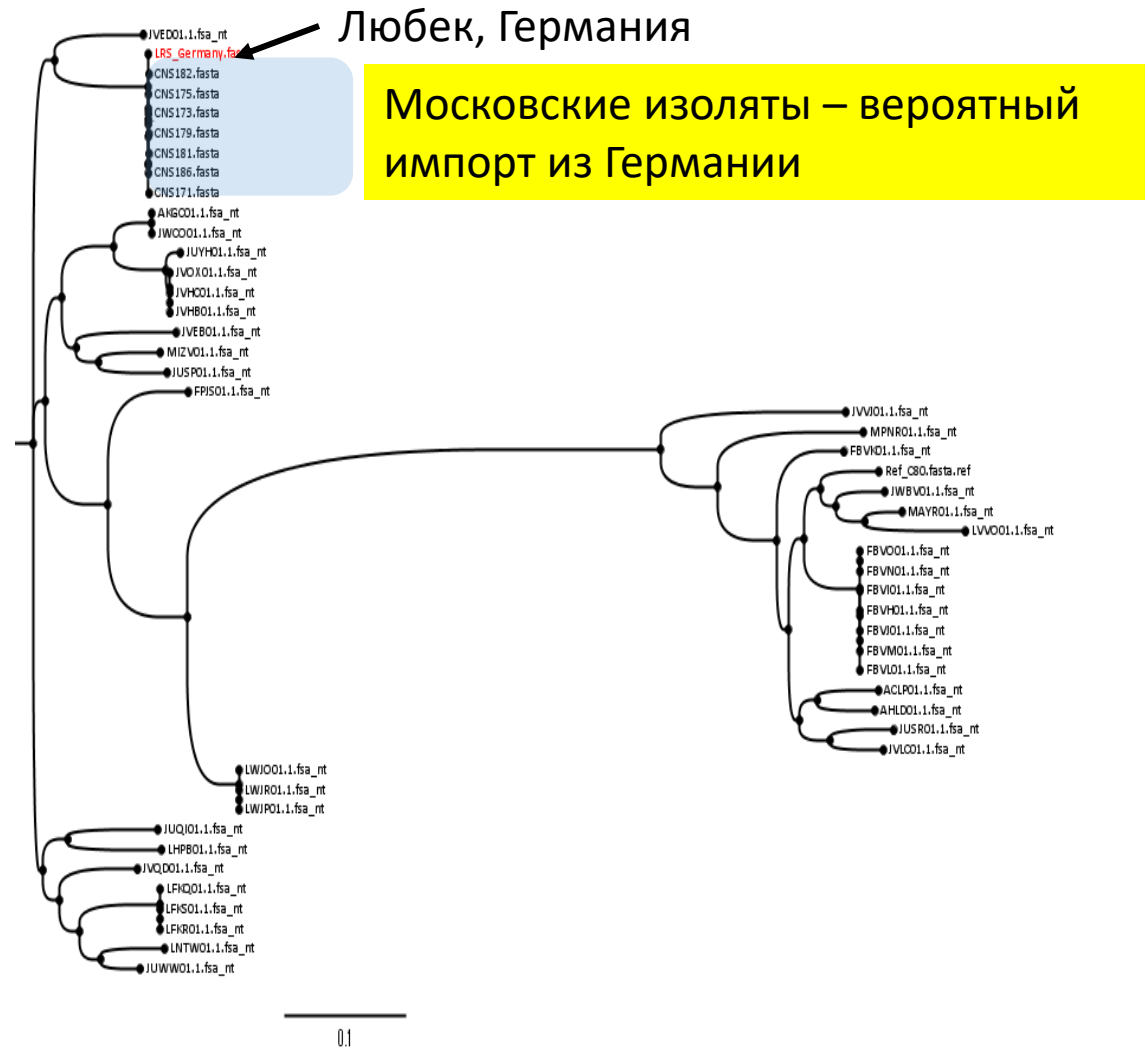 Любек, Германия
JVED01.1.fsa_nt
LRS_Germany.fas
CNS182.fasta
CNS175.fasta
CNS173.fasta
CNS179.fasta
CNS181.fasta
CNS186.fasta
CNS171.fasta
Московские изоляты – вероятный
импорт из Германии
AKGC01.1.fsa_nt
JWCO01.1.fsa_nt
JUYH01.1.fsa_nt
JVOX01.1.fsa_nt
JVHC01.1.fsa_nt
JVHB01.1.fsa_nt
JVEB01.1.fsa_nt
MIZV01.1.fsa_nt
JUSP01.1.fsa_nt
FPJS01.1.fsa_nt
JVVJ01.1.fsa_nt
MPNR01.1.fsa_nt
FBVK01.1.fsa_nt
Ref_C80.fasta.ref
JWBV01.1.fsa_nt
MAYR01.1.fsa_nt
LVVO01.1.fsa_nt
FBVO01.1.fsa_nt
FBVN01.1.fsa_nt
FBVI01.1.fsa_nt
FBVH01.1.fsa_nt
FBVJ01.1.fsa_nt
FBVM01.1.fsa_nt
FBVL01.1.fsa_nt
ACLP01.1.fsa_nt
AHLD01.1.fsa_nt
JUSR01.1.fsa_nt
JVLC01.1.fsa_nt
LWJO01.1.fsa_nt
LWJR01.1.fsa_nt
LWJP01.1.fsa_nt
JUQI01.1.fsa_nt
LHPB01.1.fsa_nt
JVQD01.1.fsa_nt
LFKQ01.1.fsa_nt
LFKS01.1.fsa_nt
LFKR01.1.fsa_nt
LNTW01.1.fsa_nt
JUWW01.1.fsa_nt
0.1